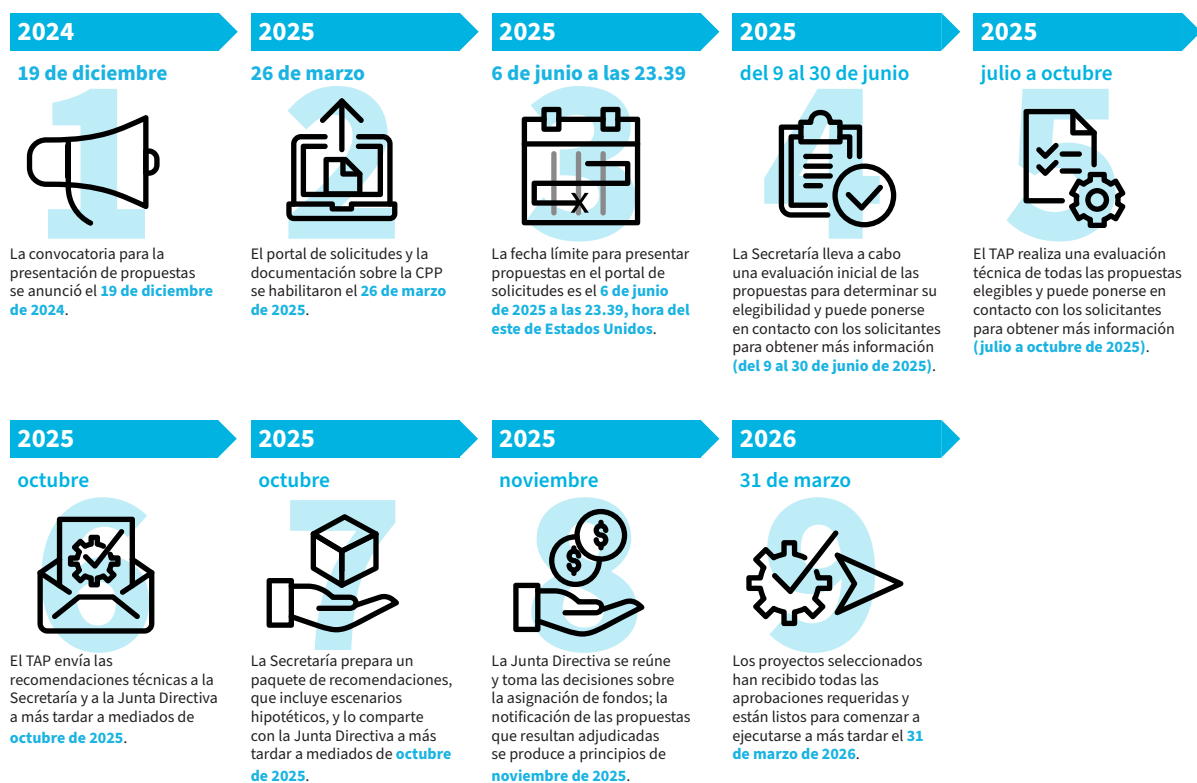 2024
19 de diciembre
1
La convocatoria para la
presentación de propuestas
se anunció el 19 de diciembre
de 2024.
2025
26 de marzo
2
El portal de solicitudes y la
documentación sobre la CPP
se habilitaron el 26 de marzo
de 2025.
2025
6 de junio a las 23.39
3
X
La fecha límite para presentar
propuestas en el portal de
solicitudes es el 6 de junio
de 2025 a las 23.39, hora del
este de Estados Unidos.
2025
del 9 al 30 de junio
4
La Secretaría lleva a cabo
una evaluación inicial de las
propuestas para determinar su
elegibilidad y puede ponerse
en contacto con los solicitantes
para obtener más información
(del 9 al 30 de junio de 2025).
2025
julio a octubre
5
El TAP realiza una evaluación
técnica de todas las propuestas
elegibles y puede ponerse en
contacto con los solicitantes
para obtener más información
(julio a octubre de 2025).
2025
octubre
6
El TAP envía las
recomendaciones técnicas a la
Secretaría y a la Junta Directiva
a más tardar a mediados de
octubre de 2025.
2025
octubre
7
La Secretaría prepara un
paquete de recomendaciones,
que incluye escenarios
hipotéticos, y lo comparte
con la Junta Directiva a más
tardar a mediados de octubre
de 2025.
2025
noviembre
8
$
$
La Junta Directiva se reúne
y toma las decisiones sobre
la asignación de fondos; la
notificación de las propuestas
que resultan adjudicadas
se produce a principios de
noviembre de 2025.
2026
31 de marzo
9
Los proyectos seleccionados
han recibido todas las
aprobaciones requeridas y
están listos para comenzar a
ejecutarse a más tardar el 31
de marzo de 2026.